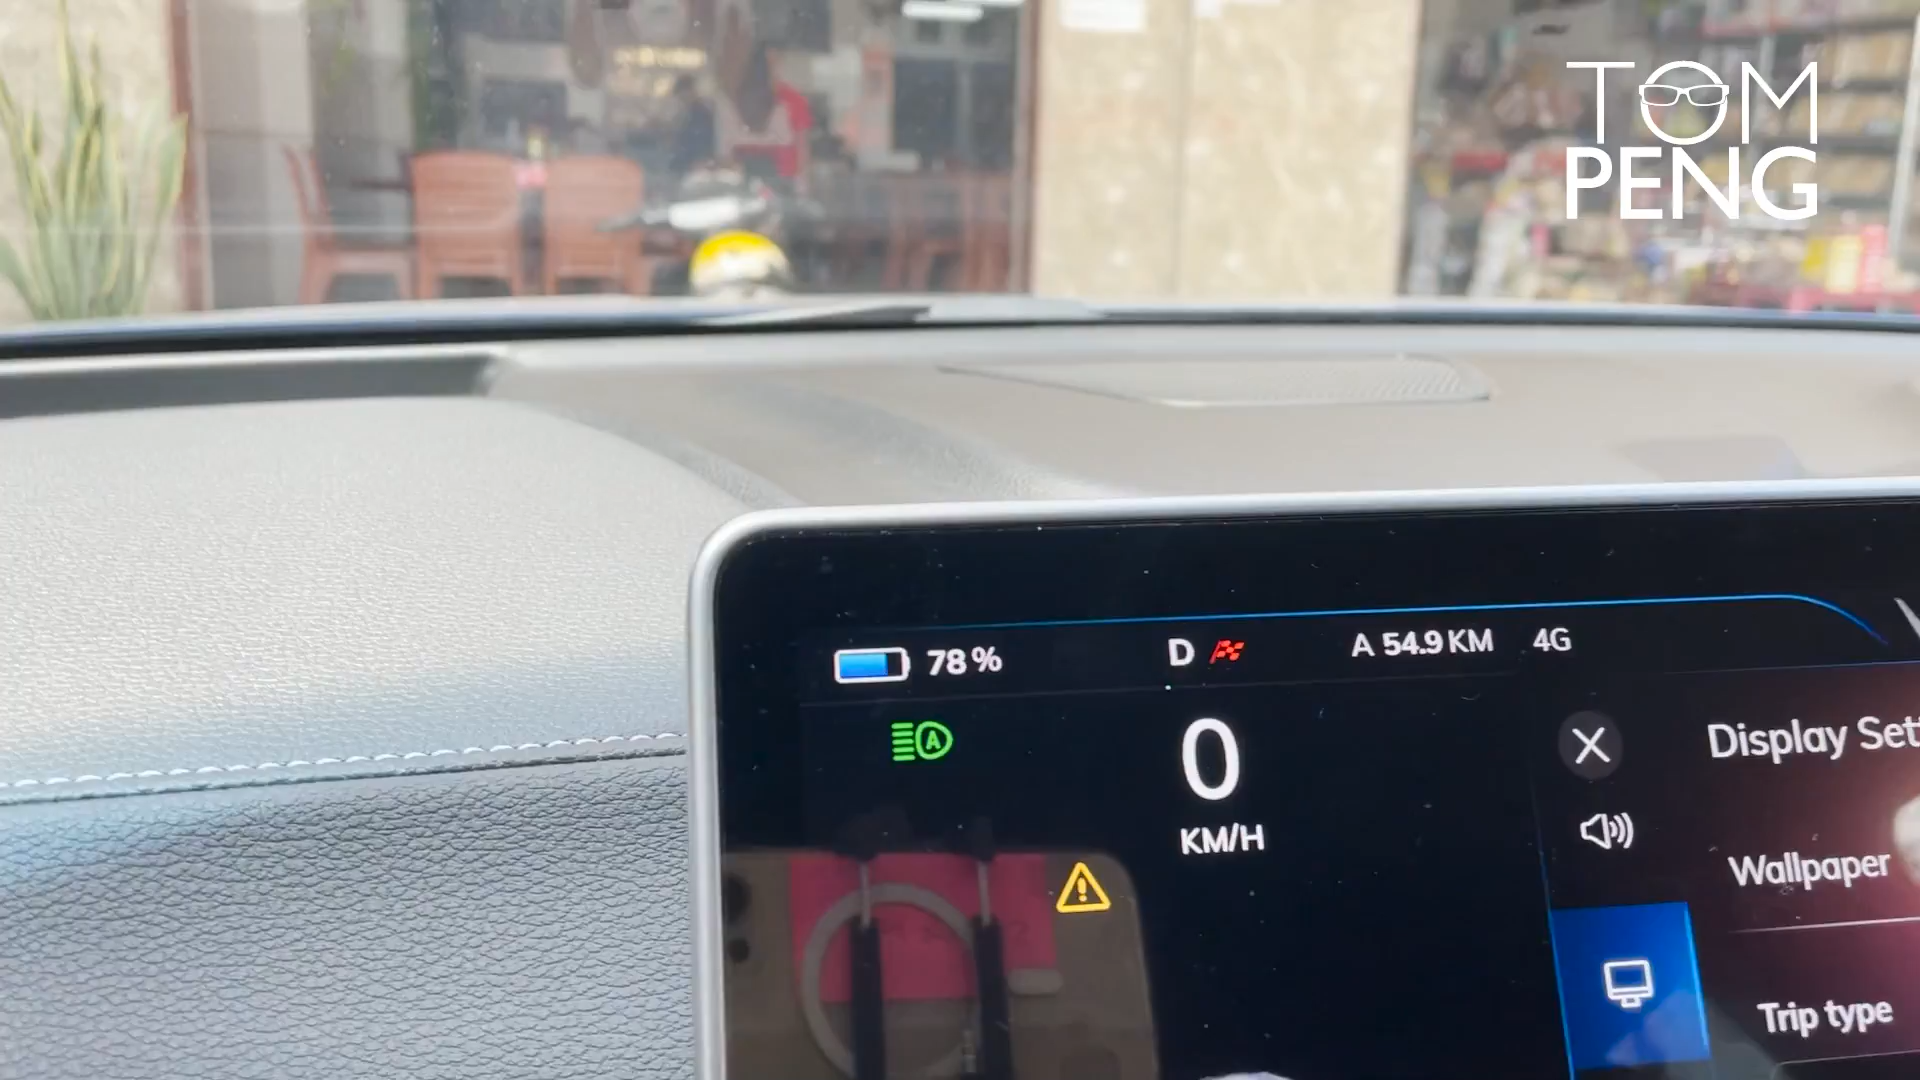 TOM
PENG
78%
D
A 54.9 KM
4G
A
0
KM/H
Display Set
Wallpaper
Trip type